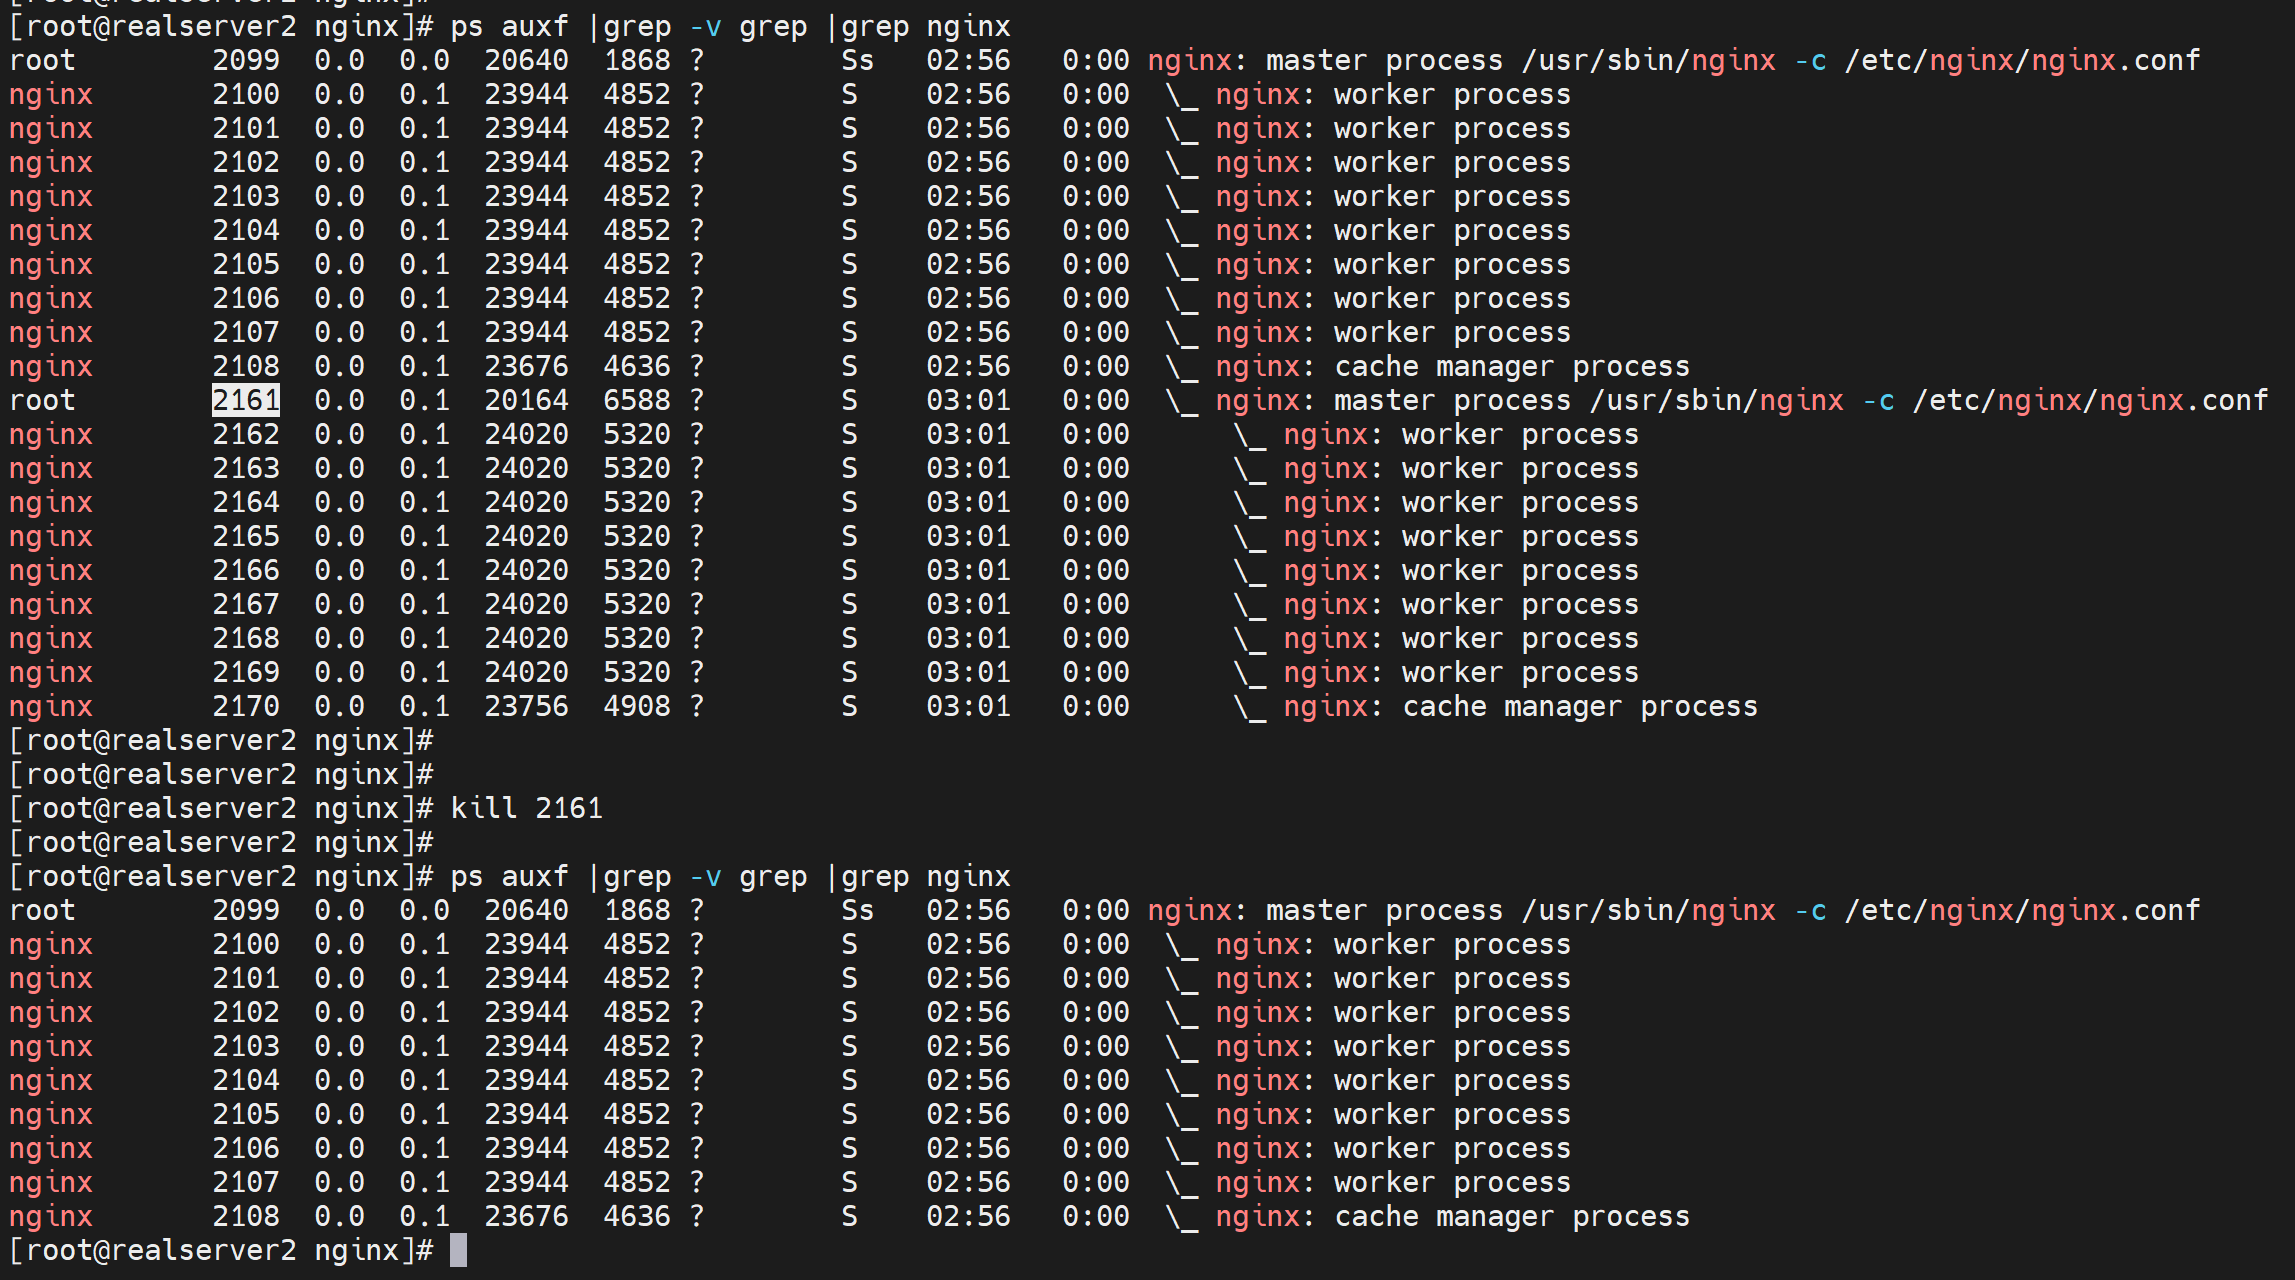 [root@realserver2 nginx]#
[root@realserver2 nginx]# ps auxf |grep -v grep |grep nginx
root        2099  0.0  0.0  20640  1868 ?        Ss   02:56   0:00 nginx: master process /usr/sbin/nginx -c /etc/nginx/nginx.conf
nginx       2100  0.0  0.1  23944  4852 ?        S    02:56   0:00  \_ nginx: worker process
nginx       2101  0.0  0.1  23944  4852 ?        S    02:56   0:00  \_ nginx: worker process
nginx       2102  0.0  0.1  23944  4852 ?        S    02:56   0:00  \_ nginx: worker process
nginx       2103  0.0  0.1  23944  4852 ?        S    02:56   0:00  \_ nginx: worker process
nginx       2104  0.0  0.1  23944  4852 ?        S    02:56   0:00  \_ nginx: worker process
nginx       2105  0.0  0.1  23944  4852 ?        S    02:56   0:00  \_ nginx: worker process
nginx       2106  0.0  0.1  23944  4852 ?        S    02:56   0:00  \_ nginx: worker process
nginx       2107  0.0  0.1  23944  4852 ?        S    02:56   0:00  \_ nginx: worker process
nginx       2108  0.0  0.1  23676  4636 ?        S    02:56   0:00  \_ nginx: cache manager process
root        2161  0.0  0.1  20164  6588 ?        S    03:01   0:00  \_ nginx: master process /usr/sbin/nginx -c /etc/nginx/nginx.conf
nginx       2162  0.0  0.1  24020  5320 ?        S    03:01   0:00      \_ nginx: worker process
nginx       2163  0.0  0.1  24020  5320 ?        S    03:01   0:00      \_ nginx: worker process
nginx       2164  0.0  0.1  24020  5320 ?        S    03:01   0:00      \_ nginx: worker process
nginx       2165  0.0  0.1  24020  5320 ?        S    03:01   0:00      \_ nginx: worker process
nginx       2166  0.0  0.1  24020  5320 ?        S    03:01   0:00      \_ nginx: worker process
nginx       2167  0.0  0.1  24020  5320 ?        S    03:01   0:00      \_ nginx: worker process
nginx       2168  0.0  0.1  24020  5320 ?        S    03:01   0:00      \_ nginx: worker process
nginx       2169  0.0  0.1  24020  5320 ?        S    03:01   0:00      \_ nginx: worker process
nginx       2170  0.0  0.1  23756  4908 ?        S    03:01   0:00      \_ nginx: cache manager process
[root@realserver2 nginx]#
[root@realserver2 nginx]#
[root@realserver2 nginx]# kill 2161
[root@realserver2 nginx]#
[root@realserver2 nginx]# ps auxf |grep -v grep |grep nginx
root        2099  0.0  0.0  20640  1868 ?        Ss   02:56   0:00 nginx: master process /usr/sbin/nginx -c /etc/nginx/nginx.conf
nginx       2100  0.0  0.1  23944  4852 ?        S    02:56   0:00  \_ nginx: worker process
nginx       2101  0.0  0.1  23944  4852 ?        S    02:56   0:00  \_ nginx: worker process
nginx       2102  0.0  0.1  23944  4852 ?        S    02:56   0:00  \_ nginx: worker process
nginx       2103  0.0  0.1  23944  4852 ?        S    02:56   0:00  \_ nginx: worker process
nginx       2104  0.0  0.1  23944  4852 ?        S    02:56   0:00  \_ nginx: worker process
nginx       2105  0.0  0.1  23944  4852 ?        S    02:56   0:00  \_ nginx: worker process
nginx       2106  0.0  0.1  23944  4852 ?        S    02:56   0:00  \_ nginx: worker process
nginx       2107  0.0  0.1  23944  4852 ?        S    02:56   0:00  \_ nginx: worker process
nginx       2108  0.0  0.1  23676  4636 ?        S    02:56   0:00  \_ nginx: cache manager process
[root@realserver2 nginx]#